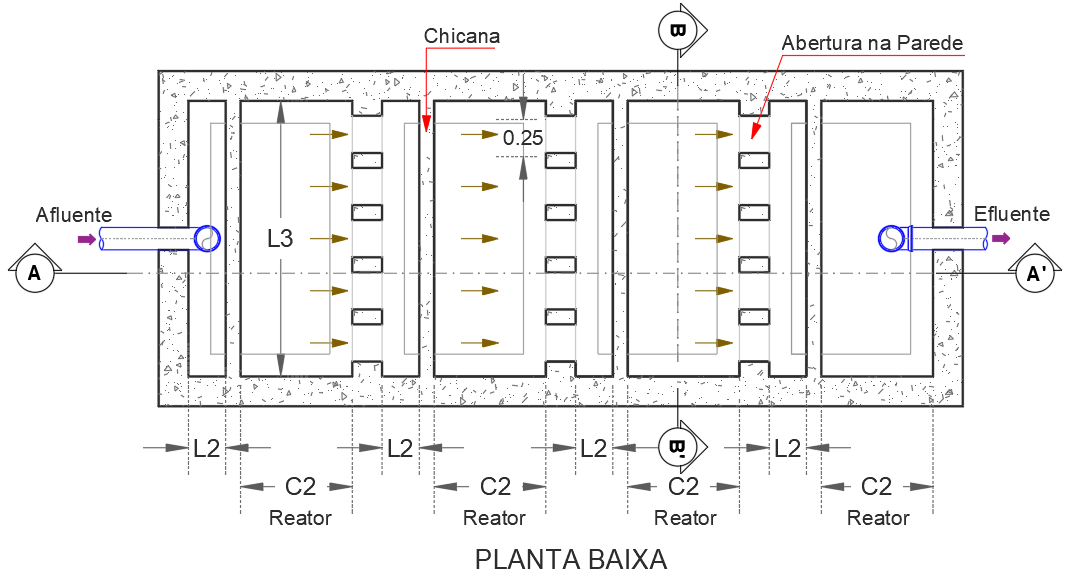 B
Chicana
Abertura na Parede
0.25
Afluente
Efluente
L3
A
A'
L2
L2
L2
L2
B'
C2
C2
C2
C2
Reator
Reator
Reator
Reator
PLANTA BAIXA